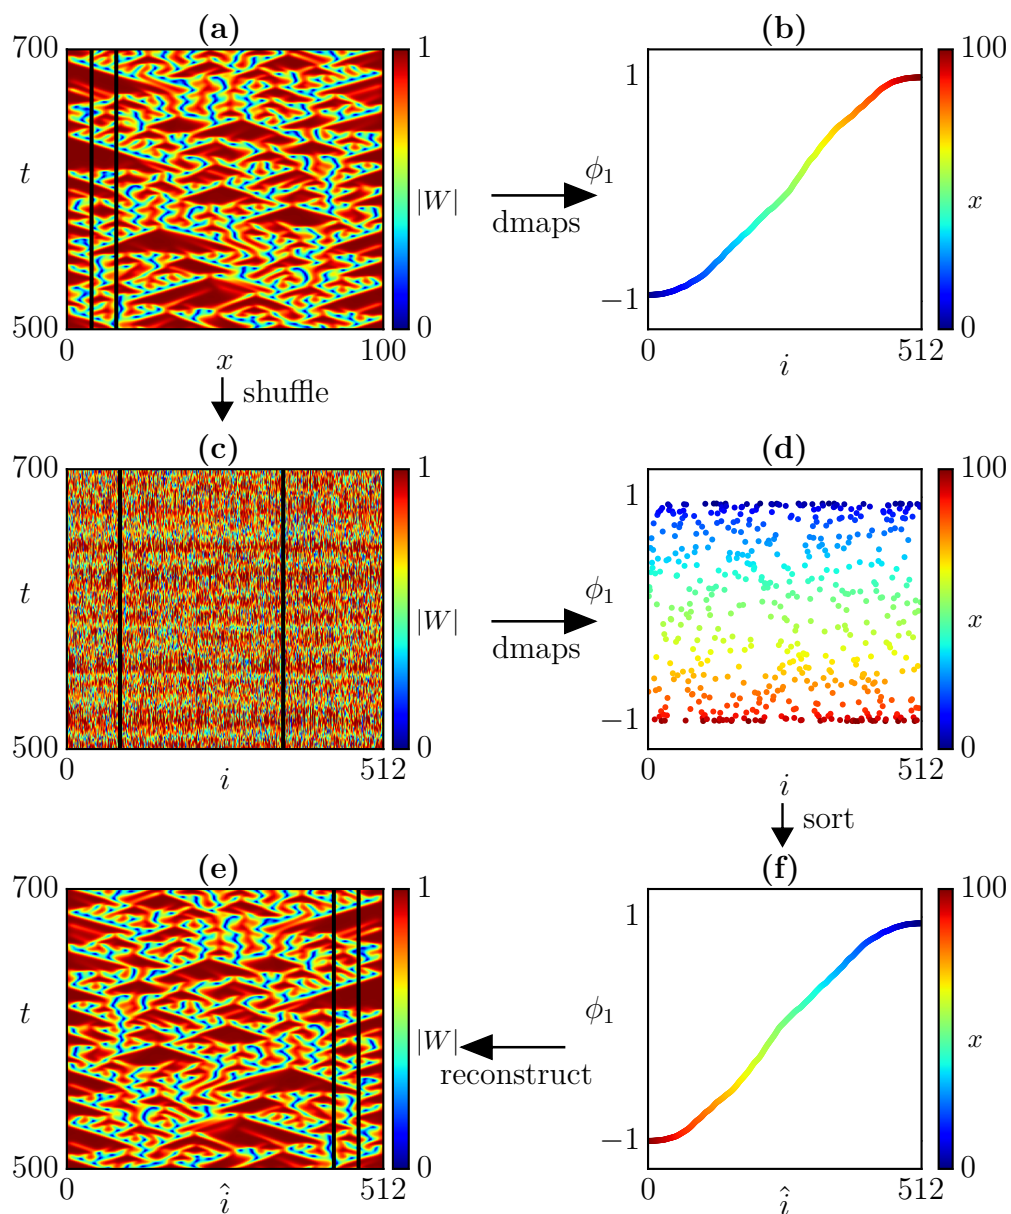 (a)
700
t
500
0
x
100
1
|W|
0
dmaps
(b)
ϕ₁
1
−1
0
i
512
100
x
0
shuffle
(c)
700
t
500
0
i
512
1
|W|
0
dmaps
(d)
ϕ₁
1
−1
0
i
512
100
x
0
sort
(e)
700
t
500
0
î
512
1
|W|
0
reconstruct
(f)
ϕ₁
1
−1
0
î
512
100
x
0